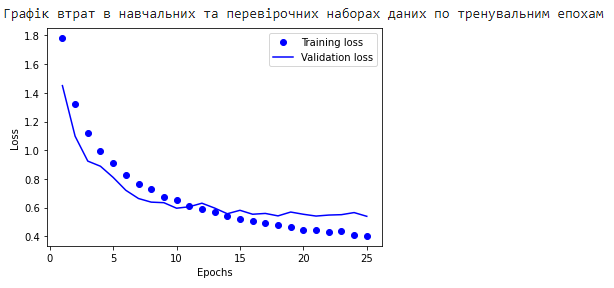 Графік втрат в навчальних та перевірочних наборах даних по тренувальним епохам
1.8
1.6
1.4
1.2
1.0
0.8
0.6
0.4
Loss
Training loss
Validation loss
0 5 10 15 20 25
Epochs